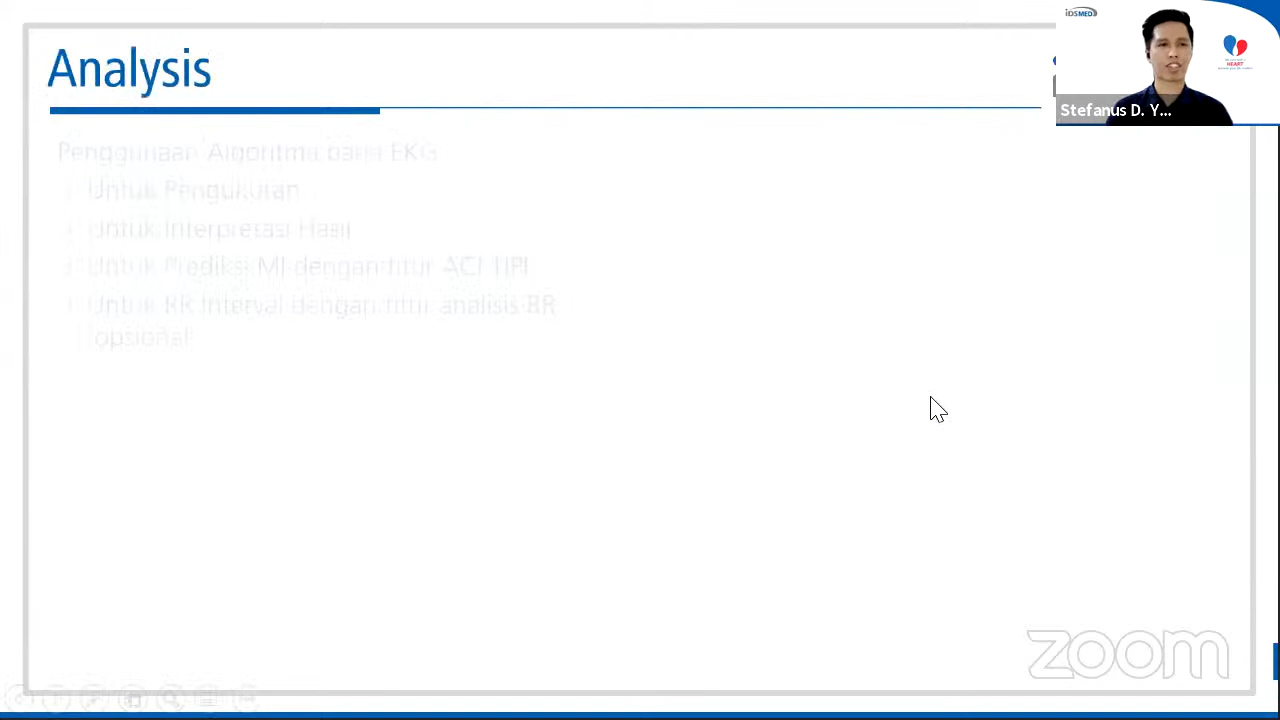 Analysis
iDSMED
HEART
Stefanus D. Y...
Penggunaan Algoritma pada EKG
Untuk Pengukuran
Untuk Interpretasi Hasil
Untuk Prediksi MI dengan fitur ACI TIPI
Untuk RR Interval dengan fitur analisis RR
opsional
zoom